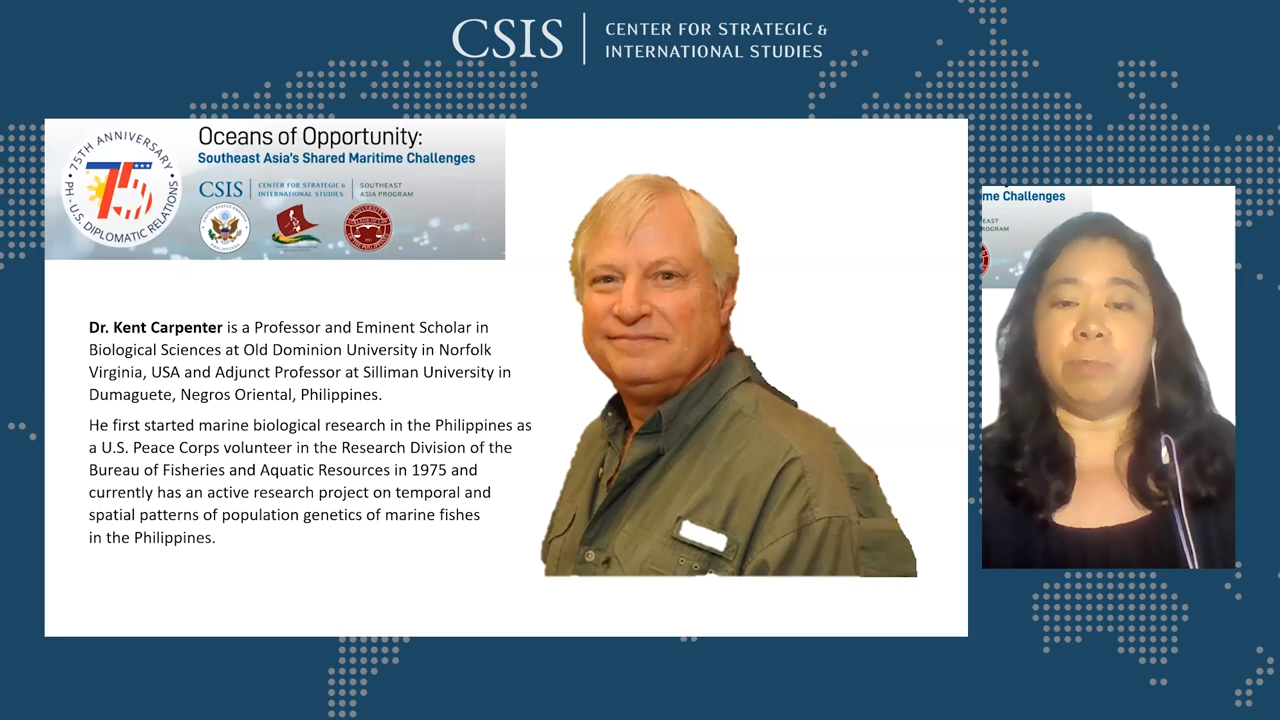 CSIS
CENTER FOR STRATEGIC &
INTERNATIONAL STUDIES
75TH ANNIVERSARY
75
PH - U.S. DIPLOMATIC RELATIONS
Oceans of Opportunity:
Southeast Asia's Shared Maritime Challenges
CSIS
CENTER FOR STRATEGIC &
INTERNATIONAL STUDIES
SOUTHEAST
ASIA PROGRAM
Dr. Kent Carpenter is a Professor and Eminent Scholar in
Biological Sciences at Old Dominion University in Norfolk
Virginia, USA and Adjunct Professor at Silliman University in
Dumaguete, Negros Oriental, Philippines.
He first started marine biological research in the Philippines as
a U.S. Peace Corps volunteer in the Research Division of the
Bureau of Fisheries and Aquatic Resources in 1975 and
currently has an active research project on temporal and
spatial patterns of population genetics of marine fishes
in the Philippines.
me Challenges
EAST
ROGRAM